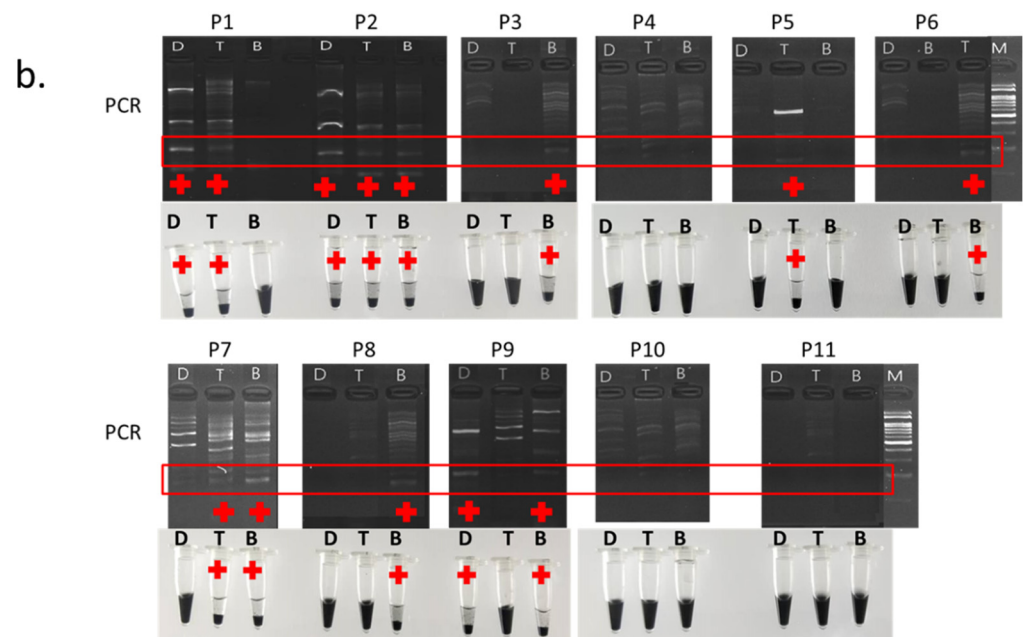 b.
P1 P2 P3 P4 P5 P6
D T B D T B D T B D T B D T B D B T M
PCR
D T B D T B D T B D T B D T B D T B
P7 P8 P9 P10 P11
D T B D T B D T B D T B D T B M
PCR
D T B D T B D T B D T B D T B